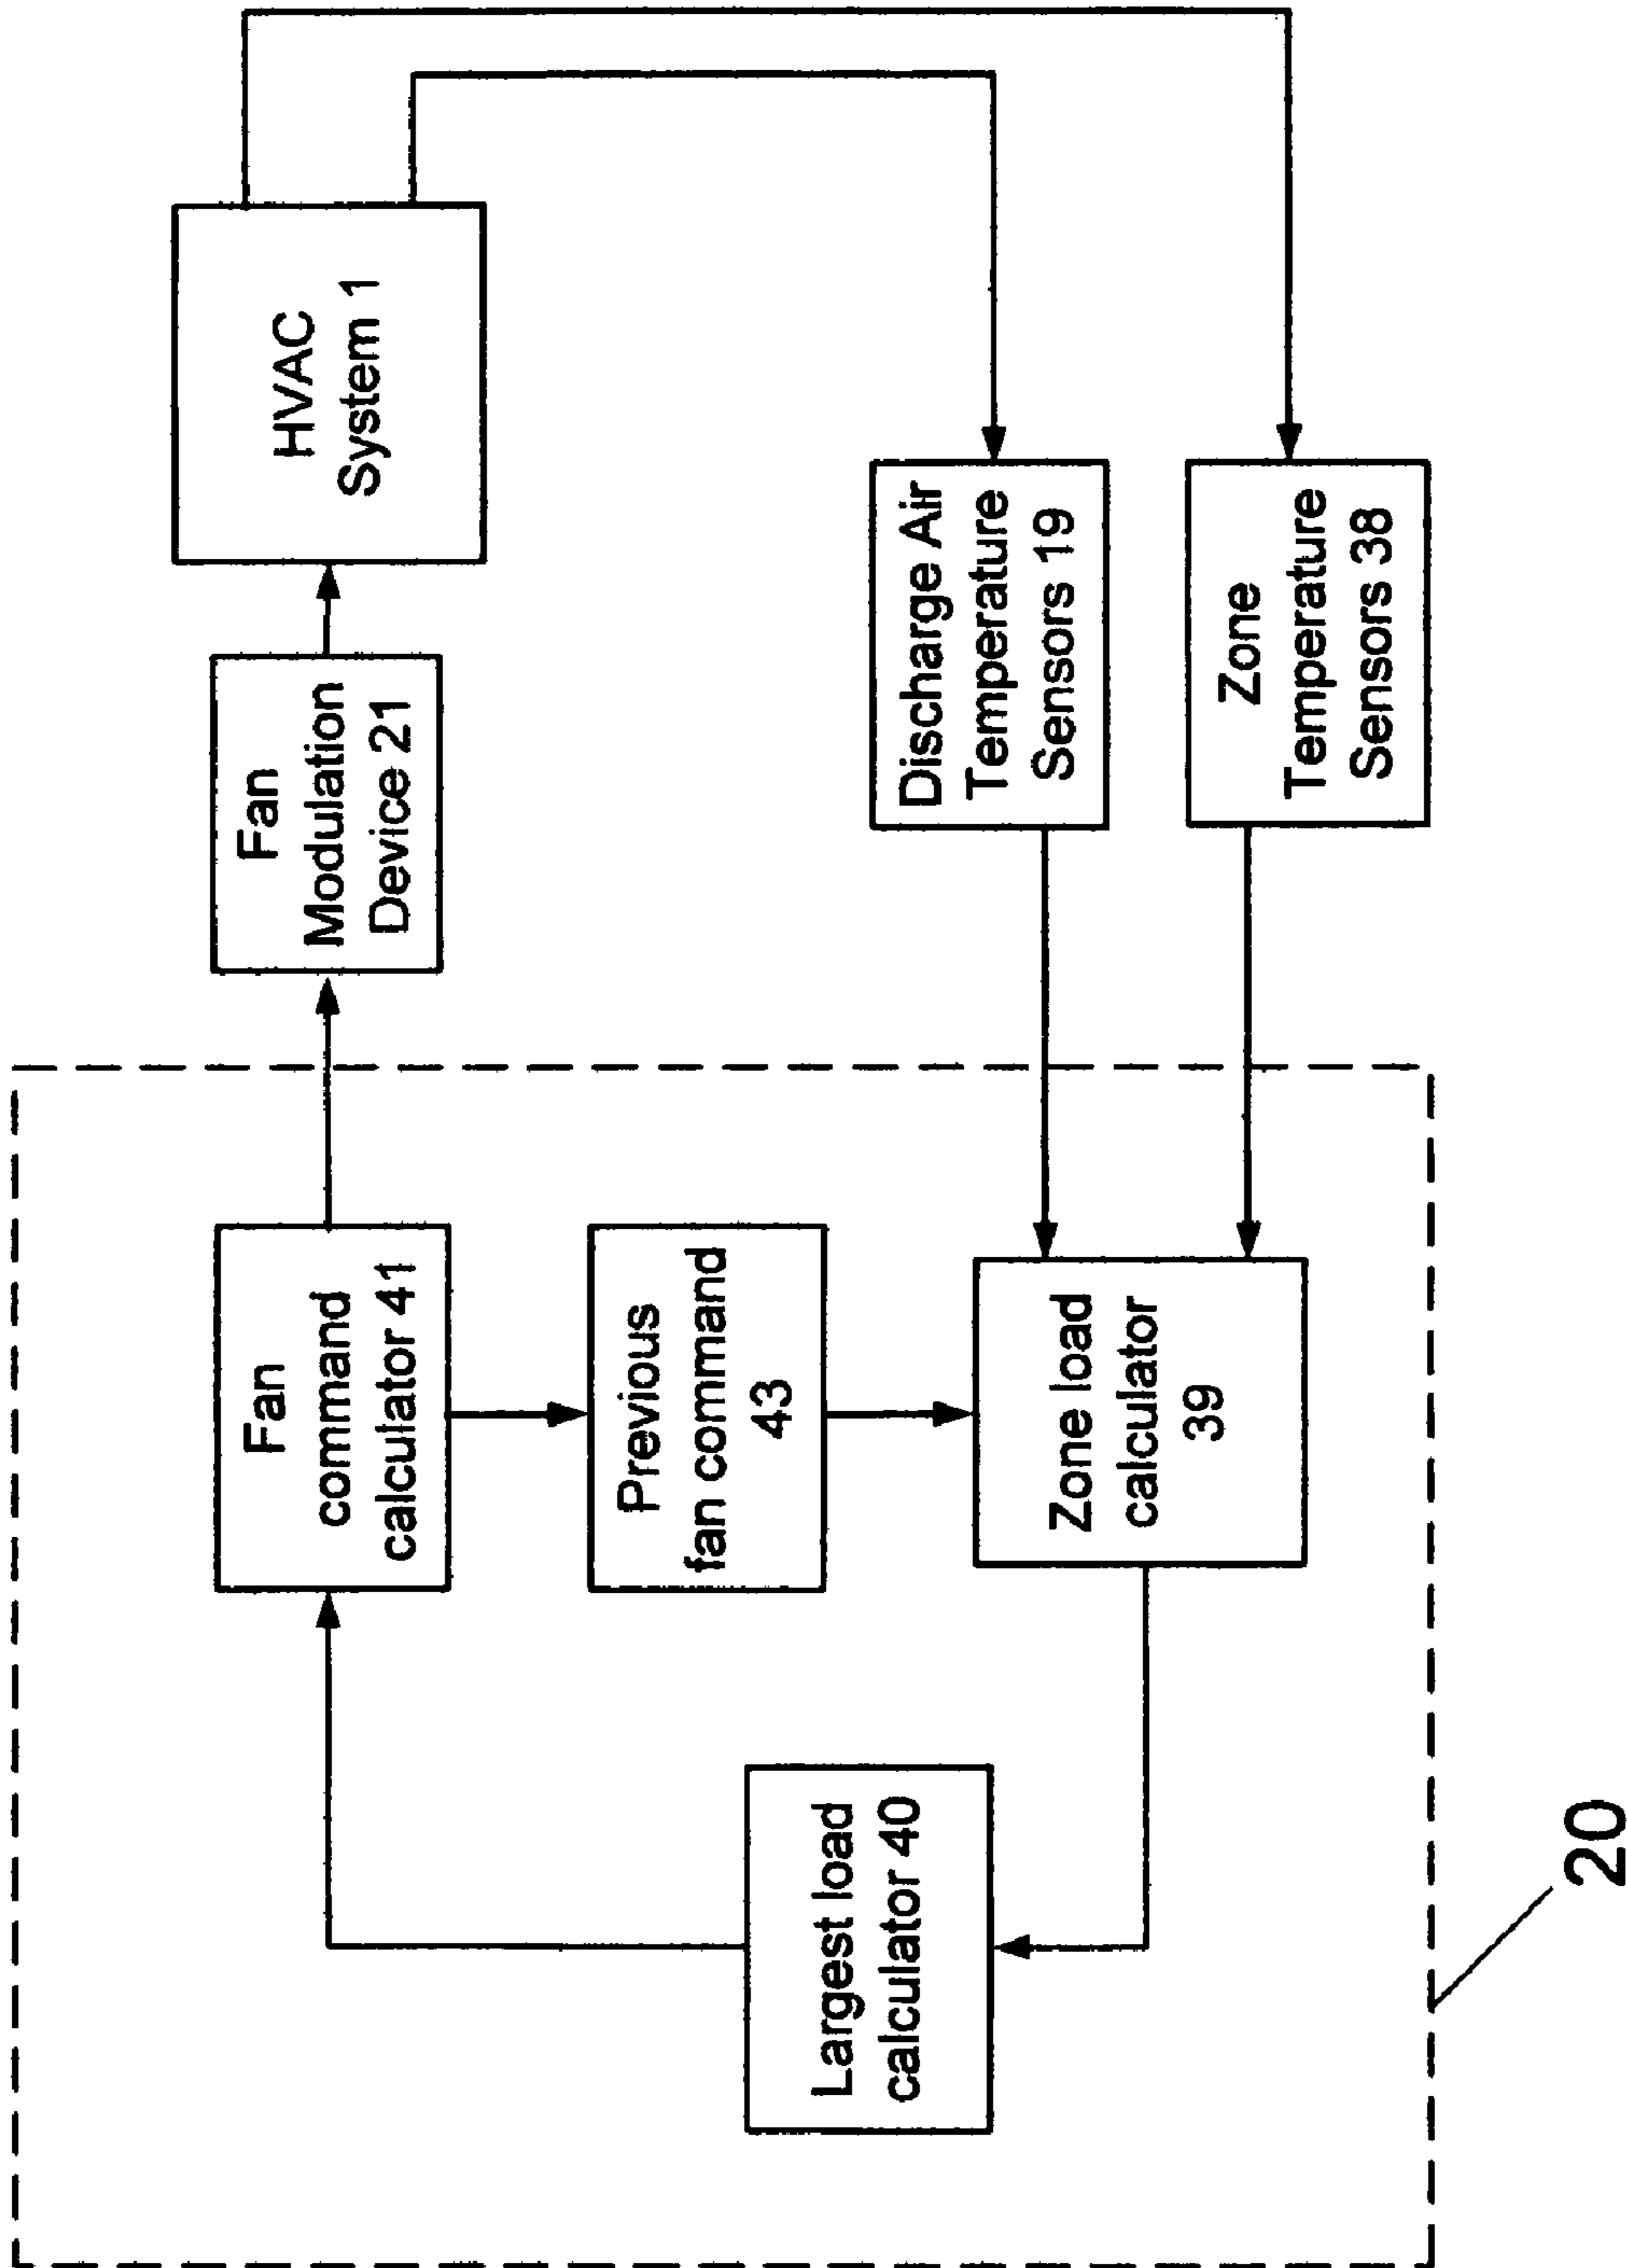 Fan
command
calculator 41
Fan
Modulation
Device 21
HVAC
System 1
Previous
fan command
43
Largest load
calculator 40
Zone load
calculator
39
Discharge Air
Temperature
Sensors 19
Zone
Temperature
Sensors 38
20